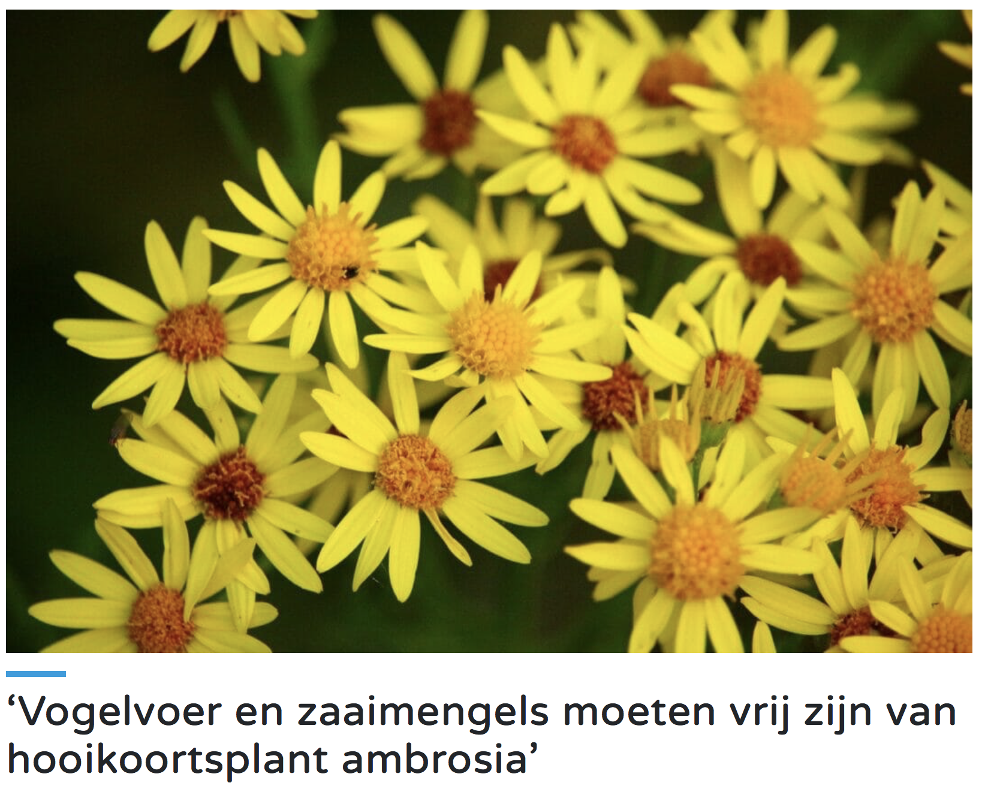 ‘Vogelvoer en zaaimengels moeten vrij zijn van
hooikoortsplant ambrosia’